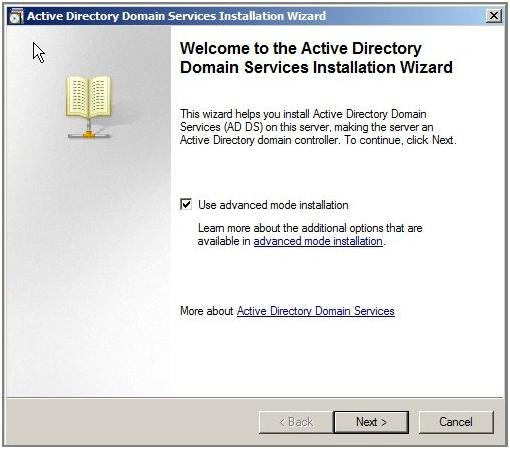 Active Directory Domain Services Installation Wizard
Welcome to the Active Directory
Domain Services Installation Wizard
This wizard helps you install Active Directory Domain
Services (AD DS) on this server, making the server an
Active Directory domain controller. To continue, click Next.
Use advanced mode installation
Learn more about the additional options that are
available in advanced mode installation.
More about Active Directory Domain Services
< Back
Next >
Cancel